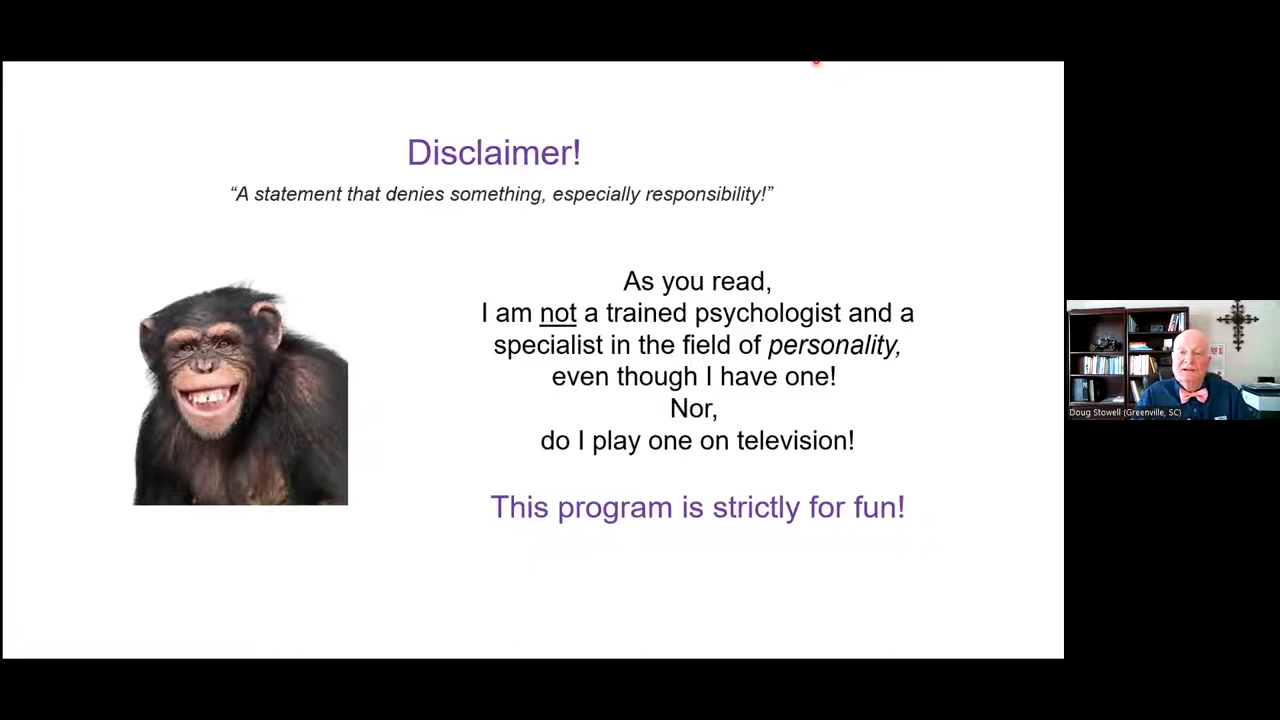 Disclaimer!
“A statement that denies something, especially responsibility!”
As you read,
I am not a trained psychologist and a
specialist in the field of personality,
even though I have one!
Nor,
do I play one on television!
This program is strictly for fun!
Doug Stowell (Greenville, SC)